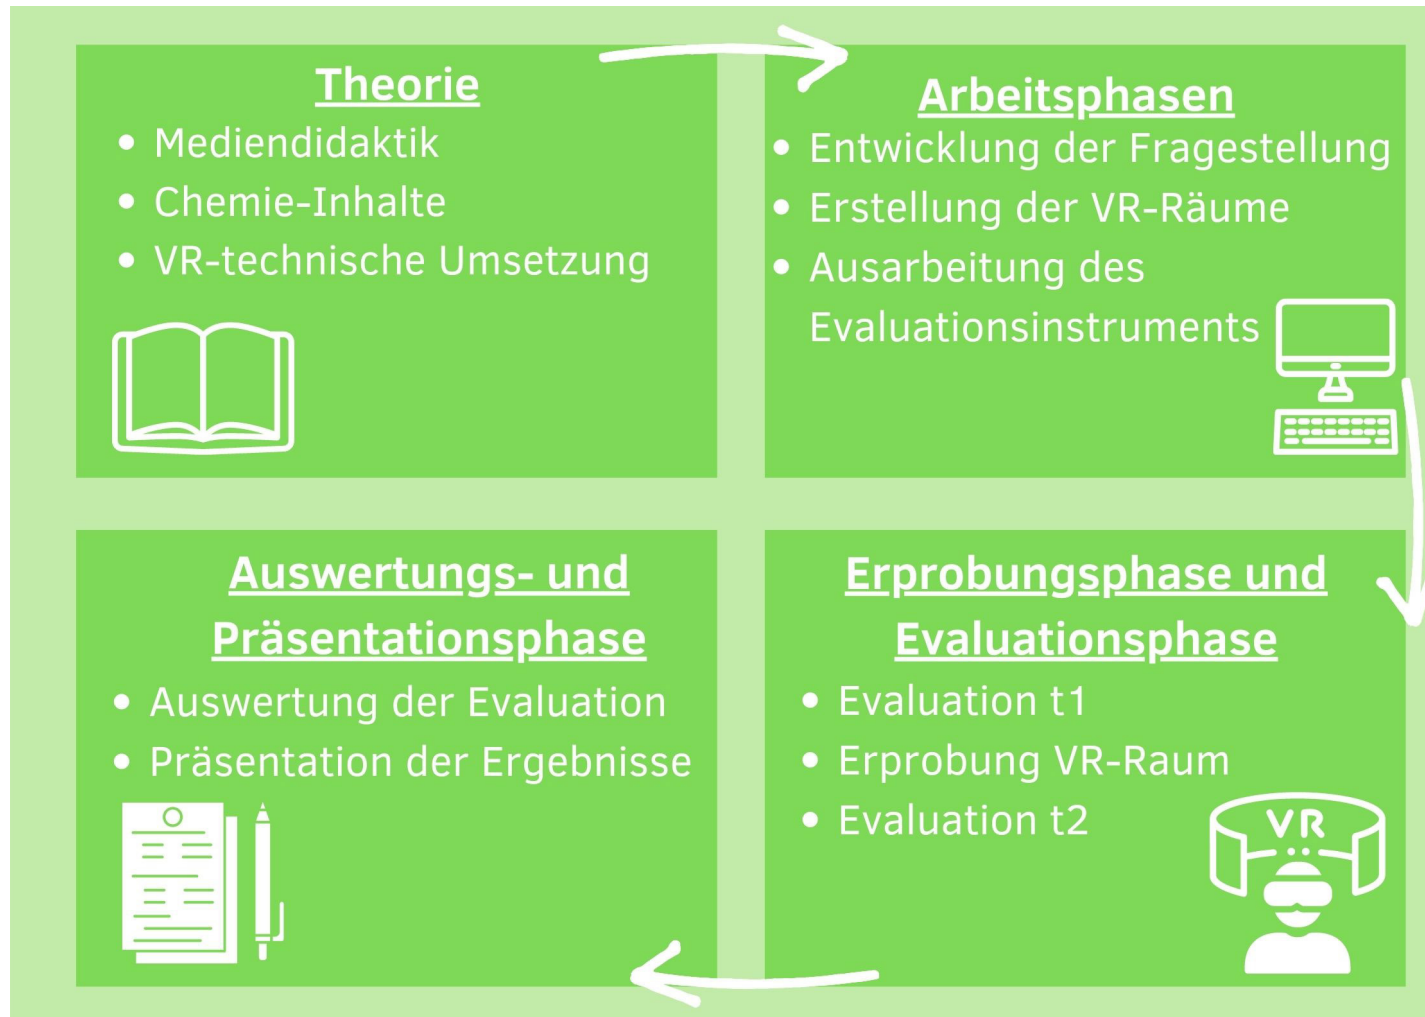 Theorie
• Mediendidaktik
• Chemie-Inhalte
• VR-technische Umsetzung
Arbeitsphasen
• Entwicklung der Fragestellung
• Erstellung der VR-Räume
• Ausarbeitung des
Evaluationsinstruments
Erprobungsphase und
Evaluationsphase
• Evaluation t1
• Erprobung VR-Raum
• Evaluation t2
VR
Auswertungs- und
Präsentationsphase
• Auswertung der Evaluation
• Präsentation der Ergebnisse